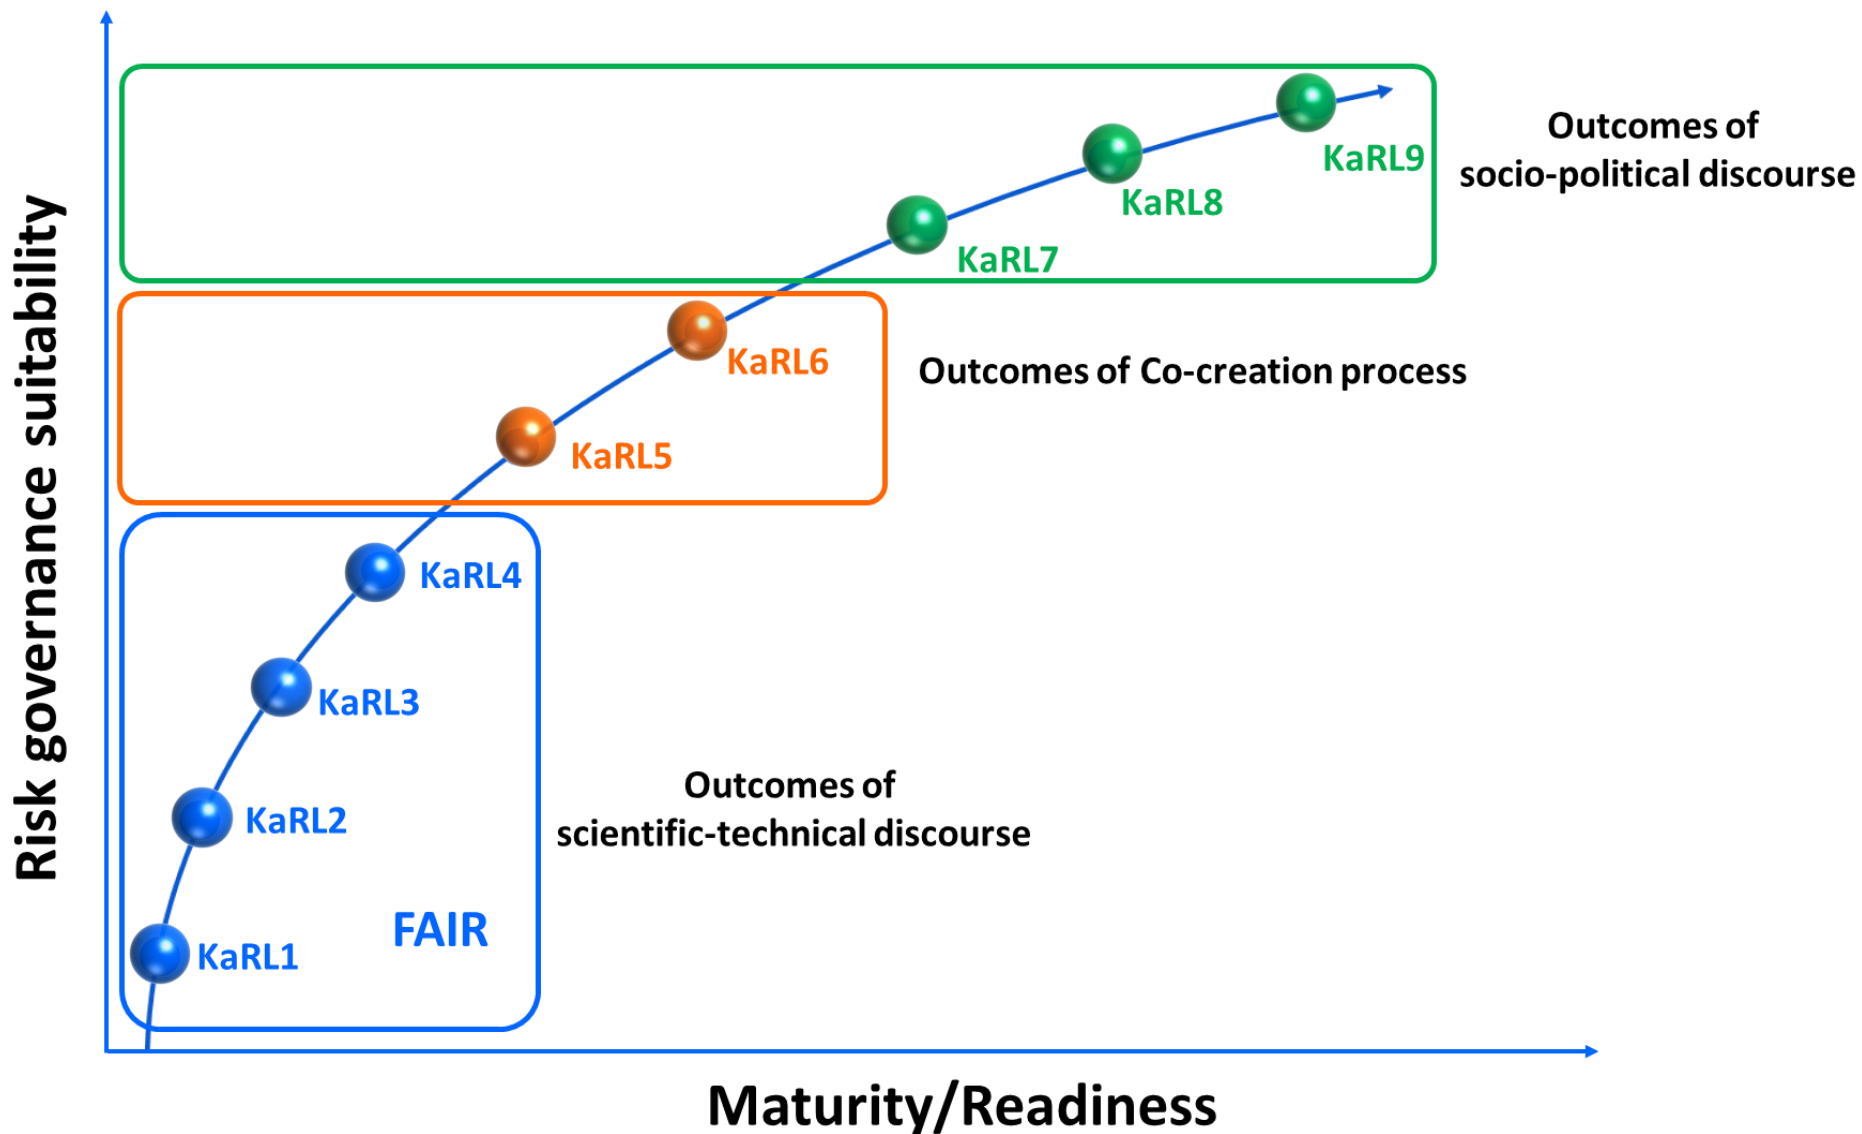 Risk governance suitability
KaRL9
Outcomes of
socio-political discourse
KaRL8
KaRL7
KaRL6
Outcomes of Co-creation process
KaRL5
KaRL4
KaRL3
Outcomes of
scientific-technical discourse
KaRL2
FAIR
KaRL1
Maturity/Readiness